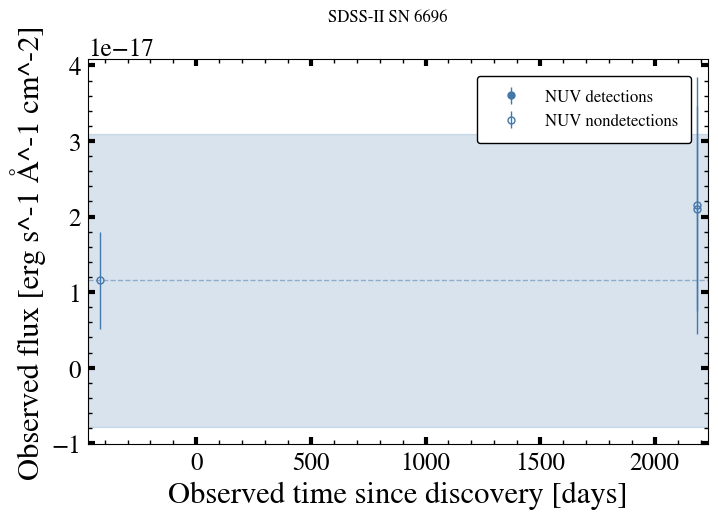 SDSS-II SN 6696
1e−17
Observed flux [erg s^-1 Å^-1 cm^-2]
4
3
2
1
0
−1
NUV detections
NUV nondetections
0 500 1000 1500 2000
Observed time since discovery [days]